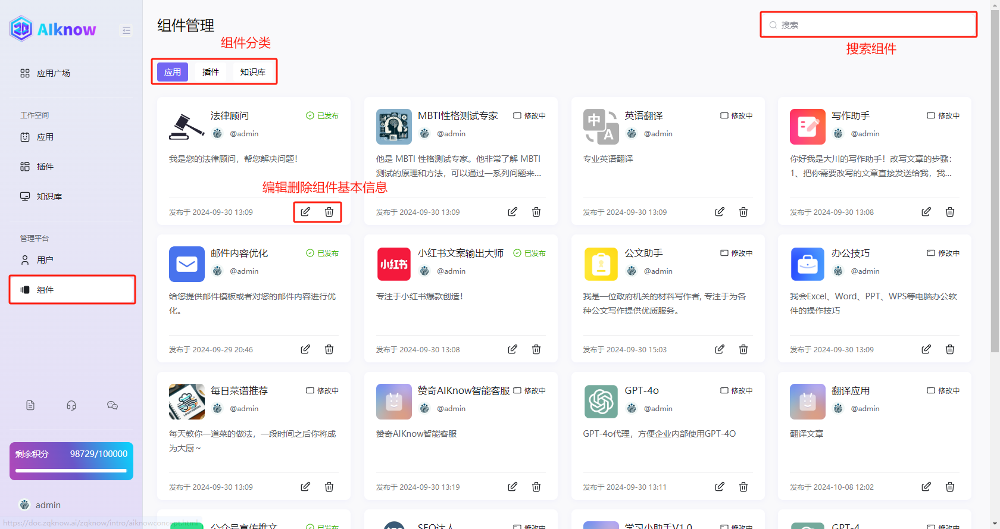 AIknow
应用广场
工作空间
应用
插件
知识库
管理平台
用户
组件
剩余积分 98729/100000
admin
https://doc.zqknow.ai/zqknow/intro/aiknowconcept.html
组件管理
搜索
搜索组件
组件分类
应用 插件 知识库
法律顾问 已发布
@admin
我是您的法律顾问，帮您解决问题！
编辑删除组件基本信息
发布于 2024-09-30 13:09
MBTI性格测试专家 修改中
@admin
他是 MBTI 性格测试专家。他非常了解 MBTI
测试的原理和方法，可以通过一系列问题来...
发布于 2024-09-30 13:09
英语翻译 修改中
中
A
@admin
专业英语翻译
发布于 2024-09-30 13:09
写作助手 修改中
@admin
你好我是大川的写作助手！改写文章的步骤：
1、把你需要改写的文章直接发送给我，我...
发布于 2024-09-30 13:08
邮件内容优化 已发布
@admin
给您提供邮件模板或者对您的邮件内容进行优
化。
发布于 2024-09-29 20:46
小红书
小红书文案输出大师 已发布
@admin
专注于小红书爆款创造！
发布于 2024-09-30 13:08
公文助手 修改中
@admin
我是一位政府机关的材料写作者, 专注于为各
种公文写作提供优质服务。
发布于 2024-09-30 15:03
办公技巧 修改中
@admin
我会Excel、Word、PPT、WPS等电脑办公软
件的操作技巧
发布于 2024-09-30 13:09
每日菜谱推荐 修改中
@admin
每天教你一道菜的做法，一段时间之后你将成
为大厨～
发布于 2024-09-30 13:09
赞奇AIKnow智能客服 修改中
@admin
赞奇AIKnow智能客服
发布于 2024-09-30 13:19
GPT-4o 修改中
@admin
GPT-4o代理，方便企业内部使用GPT-4O
发布于 2024-09-30 13:11
翻译应用 修改中
@admin
翻译文章
发布于 2024-10-08 12:02
公众号宣传推文 已发布
SEO达人 修改中
学习小助手V1.0 修改中
GPT-4 修改中